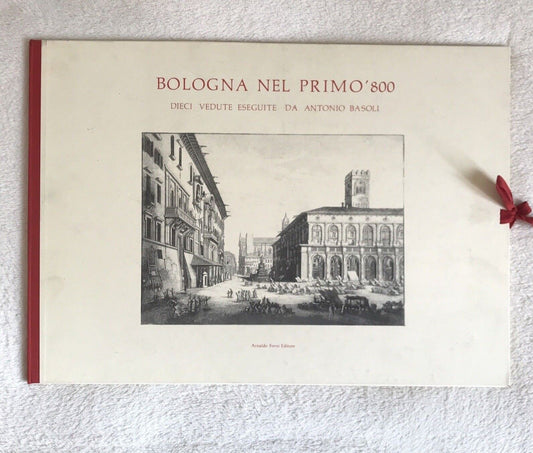 BOLOGNA NEL PRIMO '800
DIECI VEDUTE ESEGUITE DA ANTONIO BASOLI
Arnaldo Forni Editore